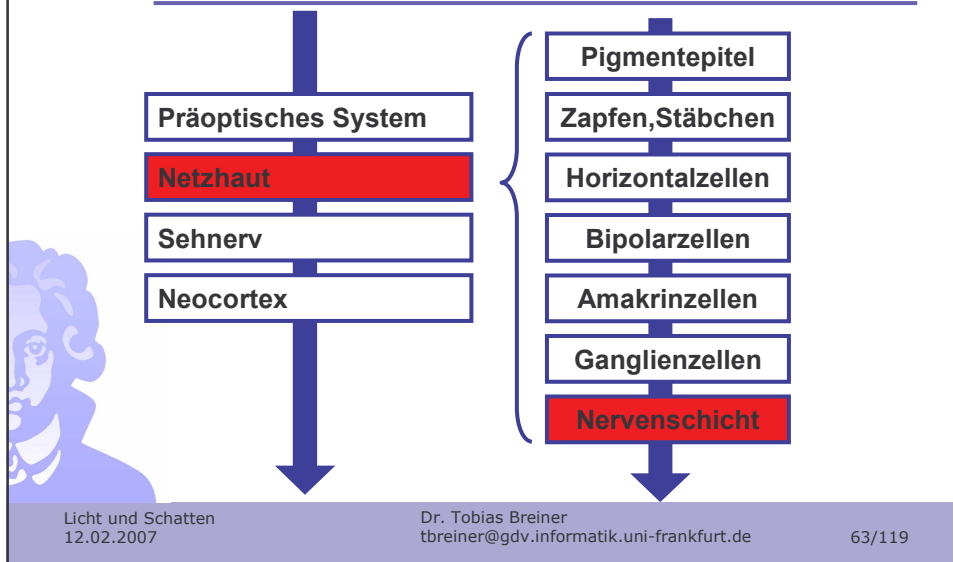 Präoptisches System
Netzhaut
Sehnerv
Neocortex
Pigmentepitel
Zapfen,Stäbchen
Horizontalzellen
Bipolarzellen
Amakrinzellen
Ganglienzellen
Nervenschicht
Licht und Schatten
12.02.2007
Dr. Tobias Breiner
tbreiner@gdv.informatik.uni-frankfurt.de
63/119